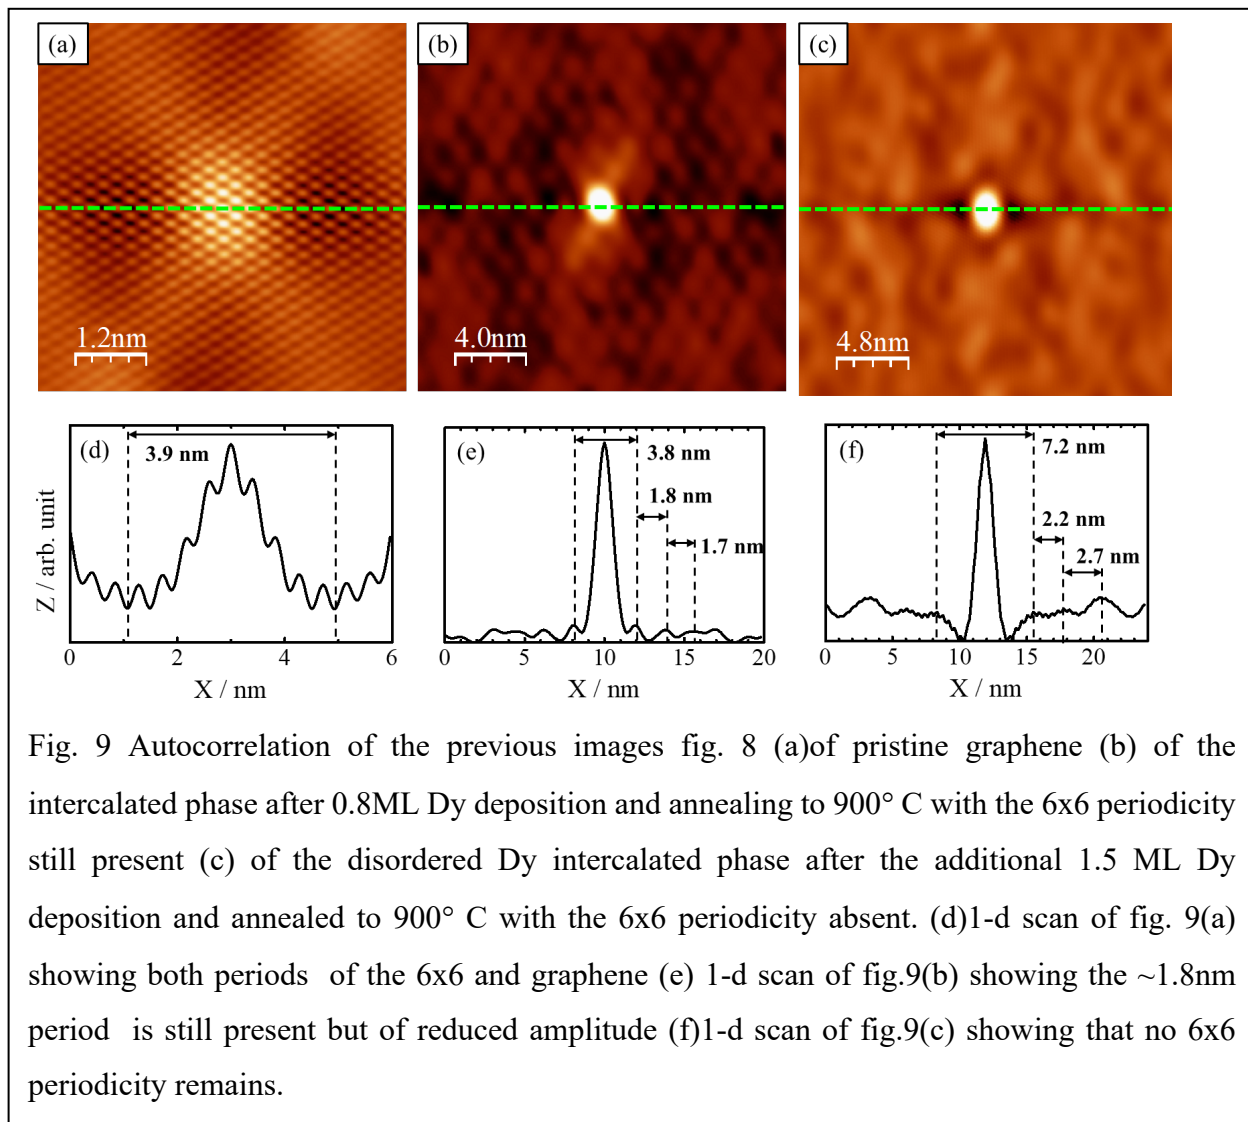 (a)
(b)
(c)
1.2nm
4.0nm
4.8nm
(d)
3.9 nm
(e)
3.8 nm
1.8 nm
1.7 nm
(f)
7.2 nm
2.2 nm
2.7 nm
Z / arb. unit
0 2 4 6
0 5 10 15 20
0 5 10 15 20
X / nm
X / nm
X / nm
Fig. 9 Autocorrelation of the previous images fig. 8 (a)of pristine graphene (b) of the
intercalated phase after 0.8ML Dy deposition and annealing to 900° C with the 6x6 periodicity
still present (c) of the disordered Dy intercalated phase after the additional 1.5 ML Dy
deposition and annealed to 900° C with the 6x6 periodicity absent. (d)1-d scan of fig. 9(a)
showing both periods of the 6x6 and graphene (e) 1-d scan of fig.9(b) showing the ~1.8nm
period is still present but of reduced amplitude (f)1-d scan of fig.9(c) showing that no 6x6
periodicity remains.